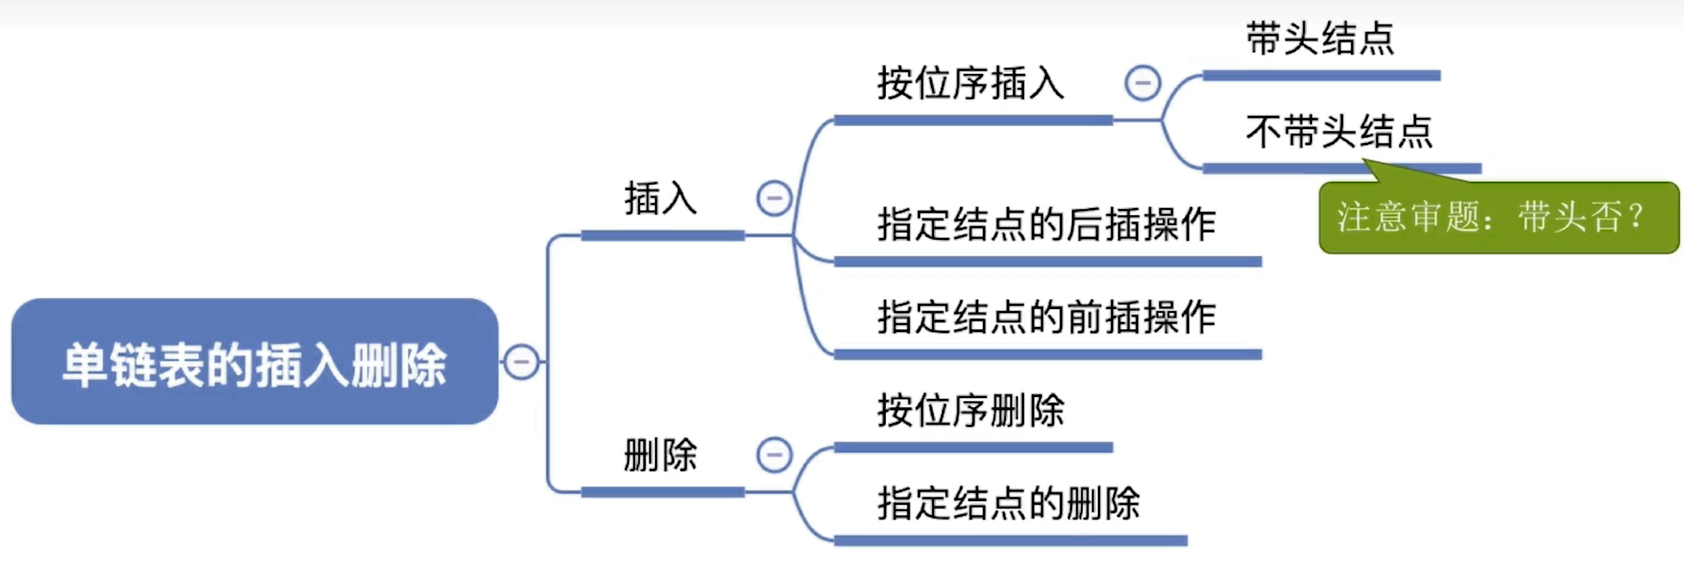 带头结点
按位序插入
不带头结点
插入
注意审题：带头否？
指定结点的后插操作
指定结点的前插操作
单链表的插入删除
按位序删除
删除
指定结点的删除